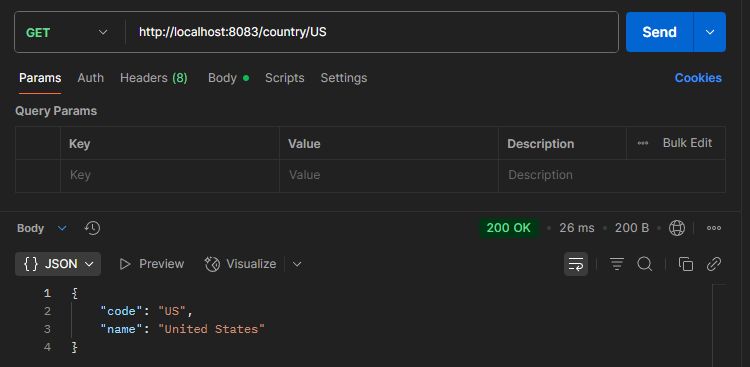 GET http://localhost:8083/country/US Send
Params Auth Headers (8) Body Scripts Settings Cookies
Query Params
Key Value Description Bulk Edit
Key Value Description
Body 200 OK 26 ms 200 B
{} JSON Preview Visualize
1 {
2 "code": "US",
3 "name": "United States"
4 }